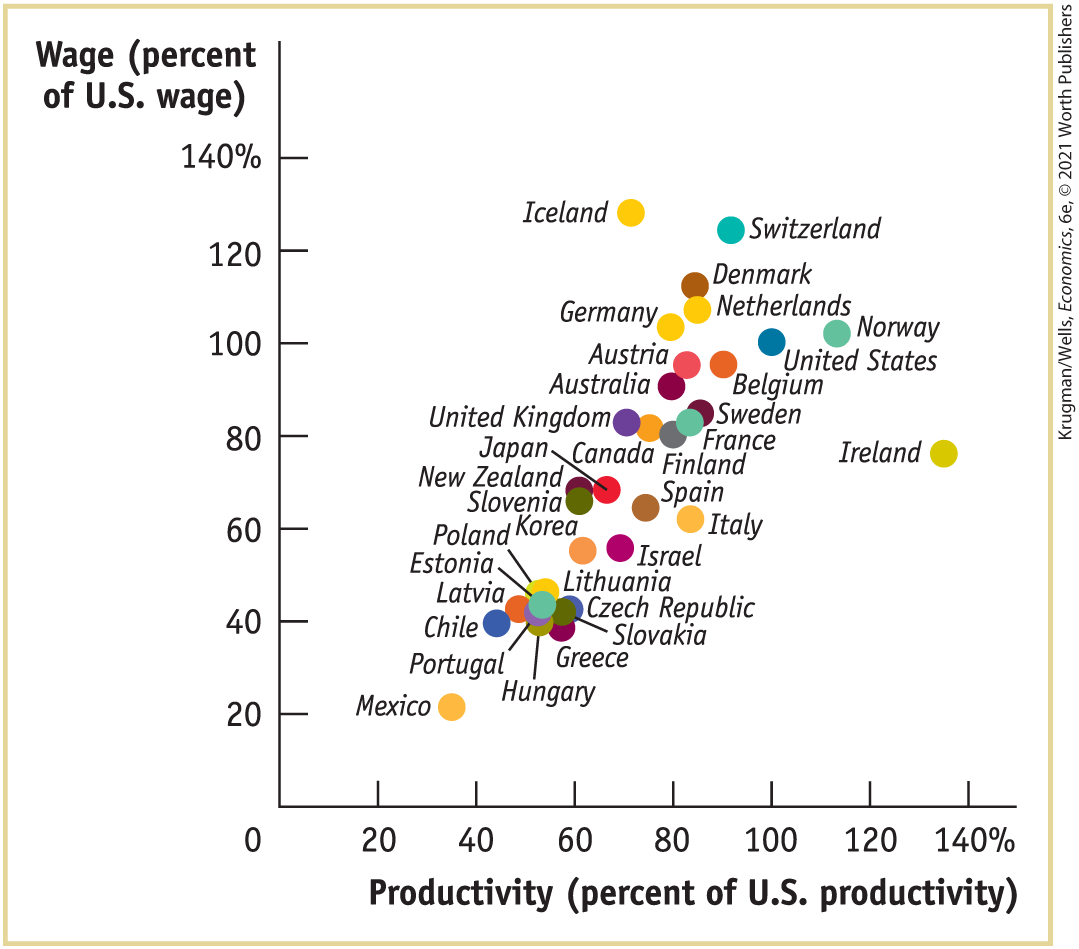 Wage (percent
of U.S. wage)
140%
120
100
80
60
40
20
0
20
40
60
80
100
120
140%
Productivity (percent of U.S. productivity)
Iceland
Switzerland
Denmark
Netherlands
Germany
Norway
United States
Austria
Belgium
Australia
Sweden
United Kingdom
France
Japan
Canada
Ireland
Finland
New Zealand
Spain
Slovenia
Korea
Italy
Poland
Israel
Estonia
Lithuania
Latvia
Czech Republic
Chile
Slovakia
Greece
Portugal
Hungary
Mexico
Krugman/Wells, Economics, 6e, © 2021 Worth Publishers